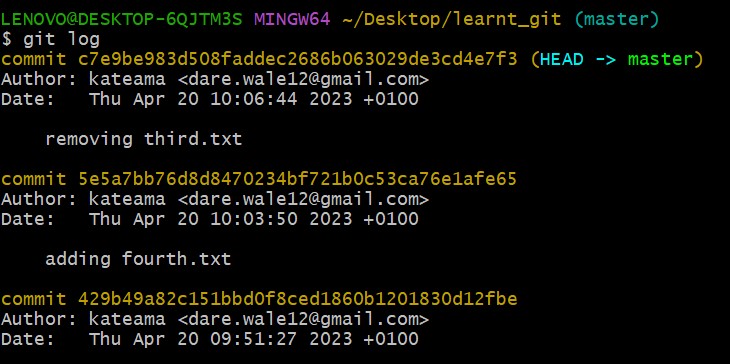 LENOVO@DESKTOP-6QJTM3S MINGW64 ~/Desktop/learnt_git (master)
$ git log
commit c7e9be983d508faddec2686b063029de3cd4e7f3 (HEAD -> master)
Author: kateama <dare.wale12@gmail.com>
Date:   Thu Apr 20 10:06:44 2023 +0100
    removing third.txt
commit 5e5a7bb76d8d8470234bf721b0c53ca76e1afe65
Author: kateama <dare.wale12@gmail.com>
Date:   Thu Apr 20 10:03:50 2023 +0100
    adding fourth.txt
commit 429b49a82c151bbd0f8ced1860b1201830d12fbe
Author: kateama <dare.wale12@gmail.com>
Date:   Thu Apr 20 09:51:27 2023 +0100